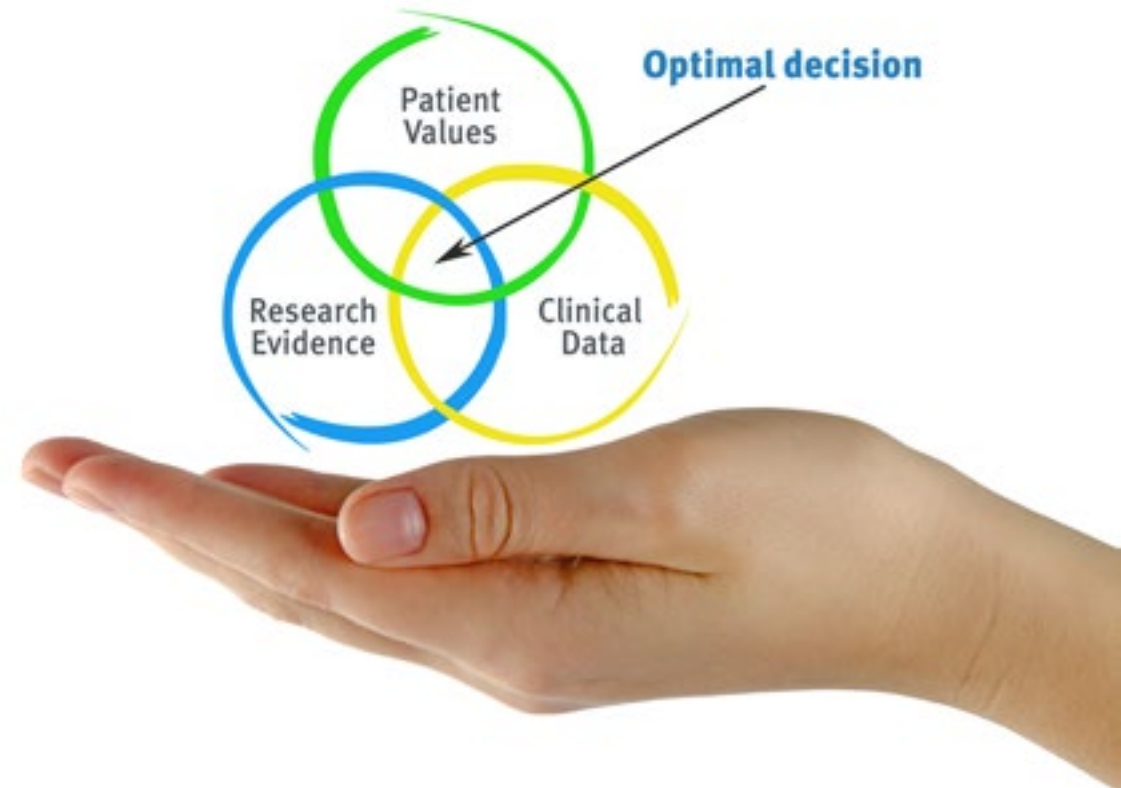 Optimal decision
Patient
Values
Research
Evidence
Clinical
Data